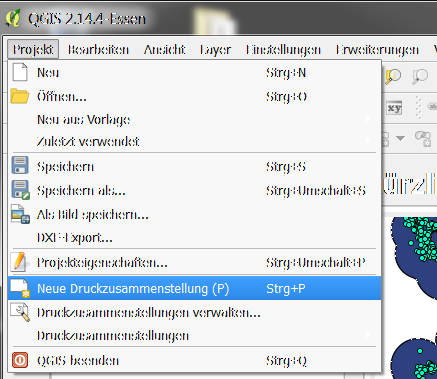 QGIS 2.14.4-Essen
Projekt Bearbeiten Ansicht Layer Einstellungen Erweiterungen
Neu Strg+N
Öffnen... Strg+O
Neu aus Vorlage
Zuletzt verwendet
Speichern Strg+S
Speichern als... Strg+Umschalt+S
Als Bild speichern...
DXF-Export...
Projekteigenschaften... Strg+Umschalt+P
Neue Druckzusammenstellung (P) Strg+P
Druckzusammenstellungen verwalten...
Druckzusammenstellungen
QGIS beenden Strg+Q
xy